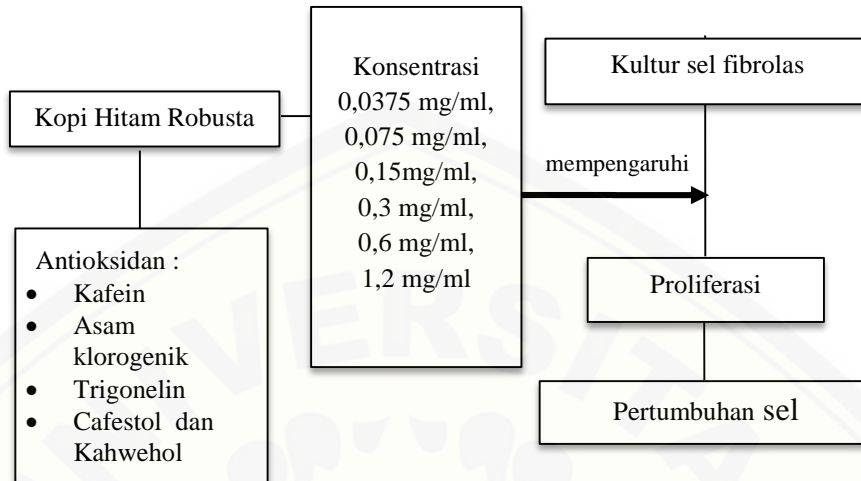 Kopi Hitam Robusta
Antioksidan :
• Kafein
• Asam
klorogenik
• Trigonelin
• Cafestol dan
Kahwehol
Konsentrasi
0,0375 mg/ml,
0,075 mg/ml,
0,15mg/ml,
0,3 mg/ml,
0,6 mg/ml,
1,2 mg/ml
mempengaruhi
Kultur sel fibrolas
Proliferasi
Pertumbuhan sel